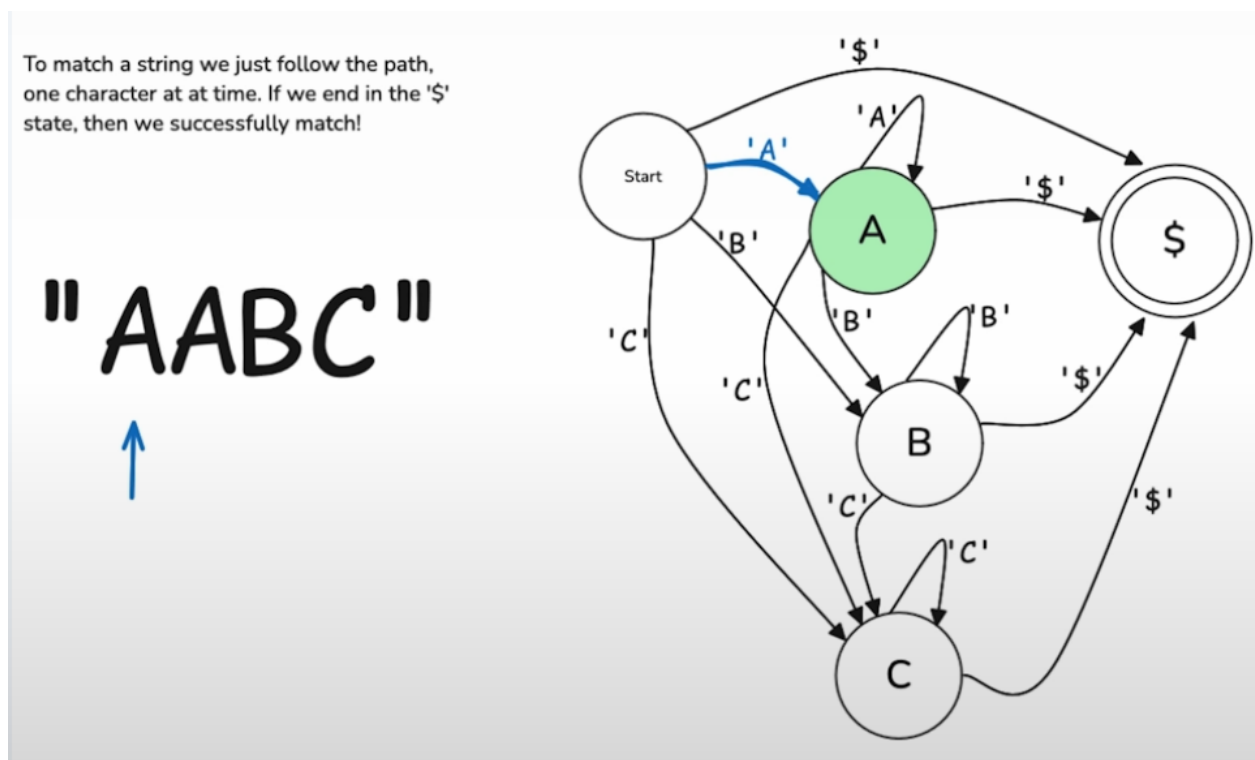 To match a string we just follow the path,
one character at at time. If we end in the '$'
state, then we successfully match!
"AABC"
'$'
'A'
'A'
Start
'$'
A
$
'B'
'B'
'B'
'C'
'C'
'$'
B
'C'
'$'
'C'
C